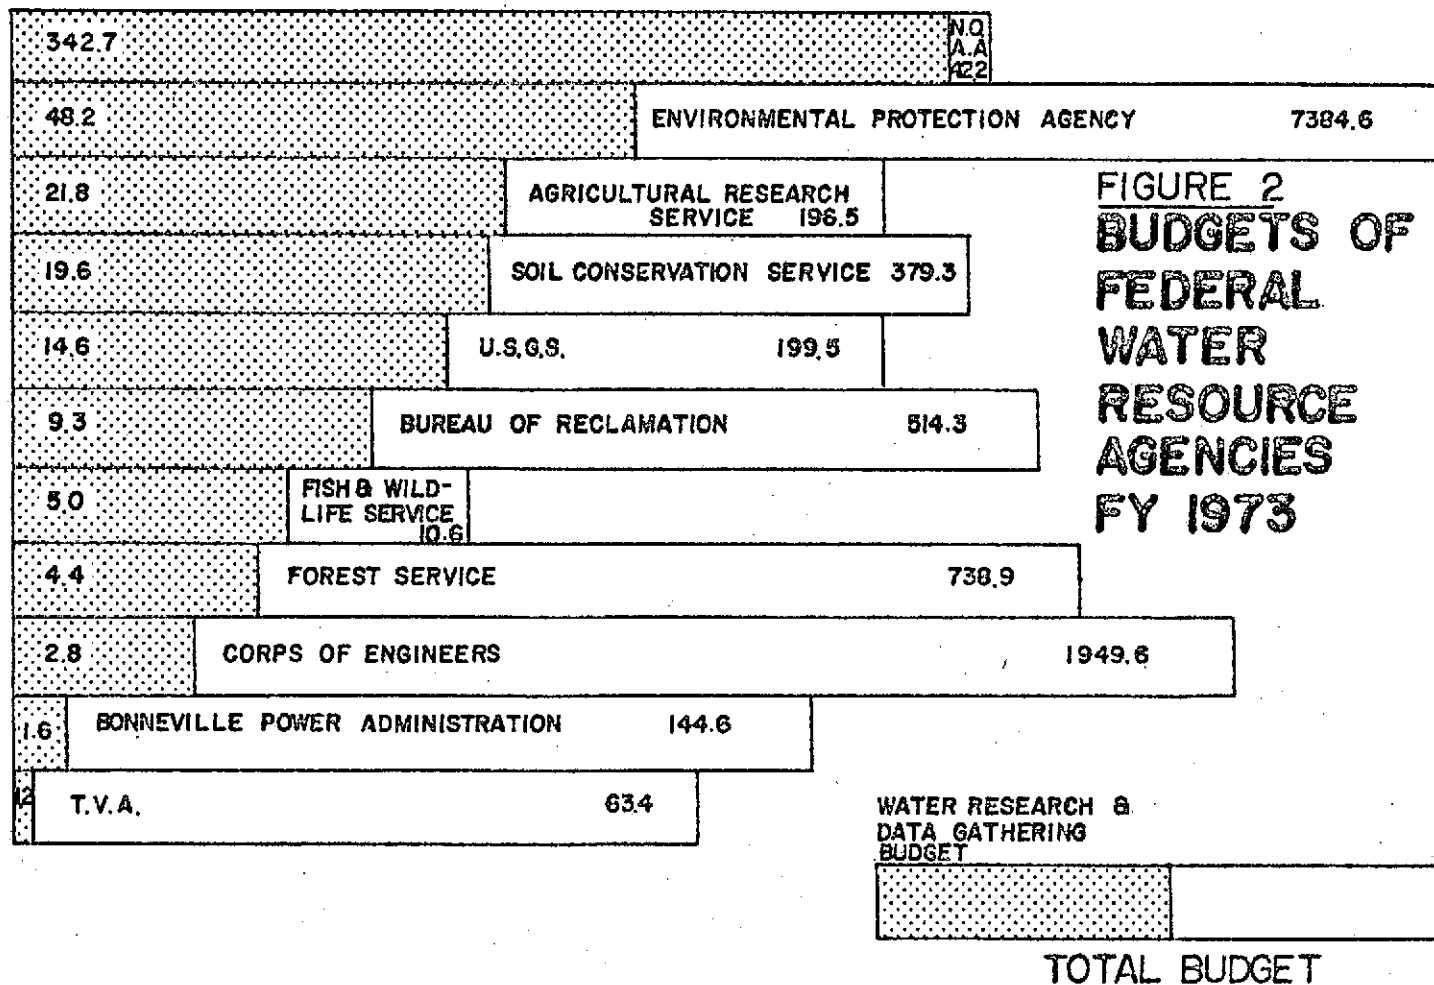 342.7
N.O
A.A
422
48.2
ENVIRONMENTAL PROTECTION AGENCY 7384.6
21.8
AGRICULTURAL RESEARCH
SERVICE 196.5
19.6
SOIL CONSERVATION SERVICE 379.3
14.6
U.S.G.S. 199.5
9.3
BUREAU OF RECLAMATION 514.3
5.0
FISH & WILD-
LIFE SERVICE
10.6
4.4
FOREST SERVICE 738.9
2.8
CORPS OF ENGINEERS 1949.6
1.6
BONNEVILLE POWER ADMINISTRATION 144.6
T.V.A. 63.4
FIGURE 2
BUDGETS OF
FEDERAL
WATER
RESOURCE
AGENCIES
FY 1973
WATER RESEARCH &
DATA GATHERING
BUDGET
TOTAL BUDGET